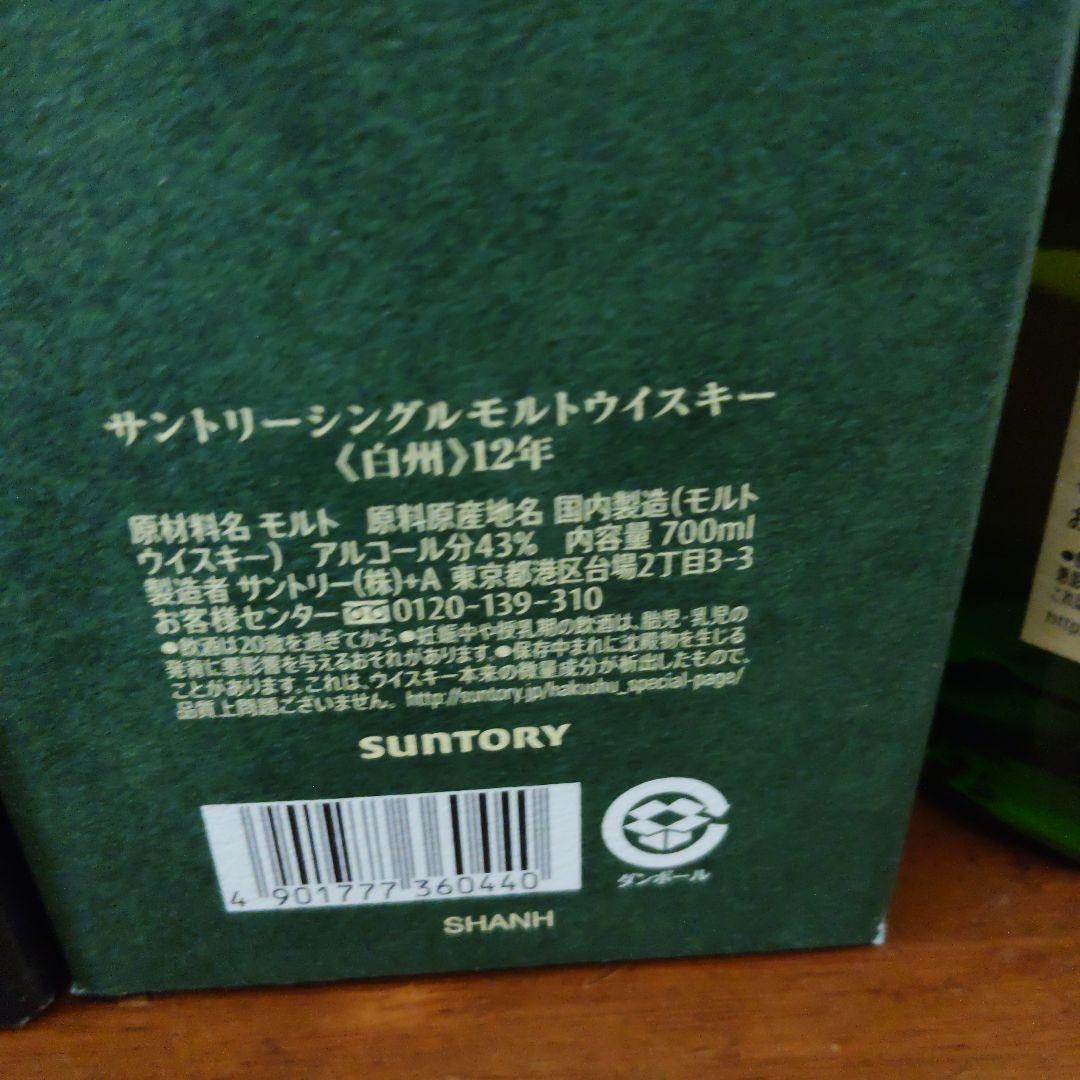 サントリーシングルモルトウイスキー
《白州》12年
原材料名 モルト 原料原産地名 国内製造(モルト
ウイスキー) アルコール分43% 内容量 700ml
製造者 サントリー(株)+A 東京都港区台場2丁目3-3
お客様センター 0120-139-310
●飲酒は20歳を過ぎてから●妊娠中や授乳期の飲酒は、胎児・乳児の
発育に悪影響を与えるおそれがあります。●保存中まれに沈殿物を生じる
ことがあります。これは、ウイスキー本来の微量成分が析出したもので、
品質上問題ございません。 http://suntory.jp/hakushu_special-page/
SUNTORY
4 901777 360440
ダンボール
SHANH
お
http